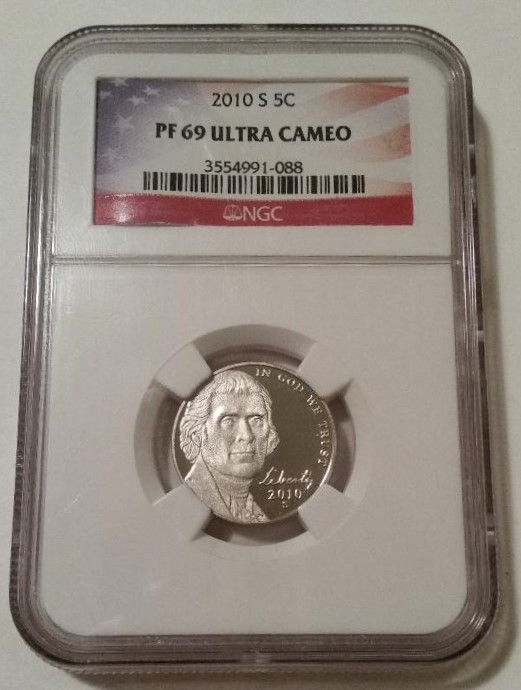 2010 S 5C
PF 69 ULTRA CAMEO
3554991-088
NGC
IN GOD WE TRUST
Liberty
2010
S